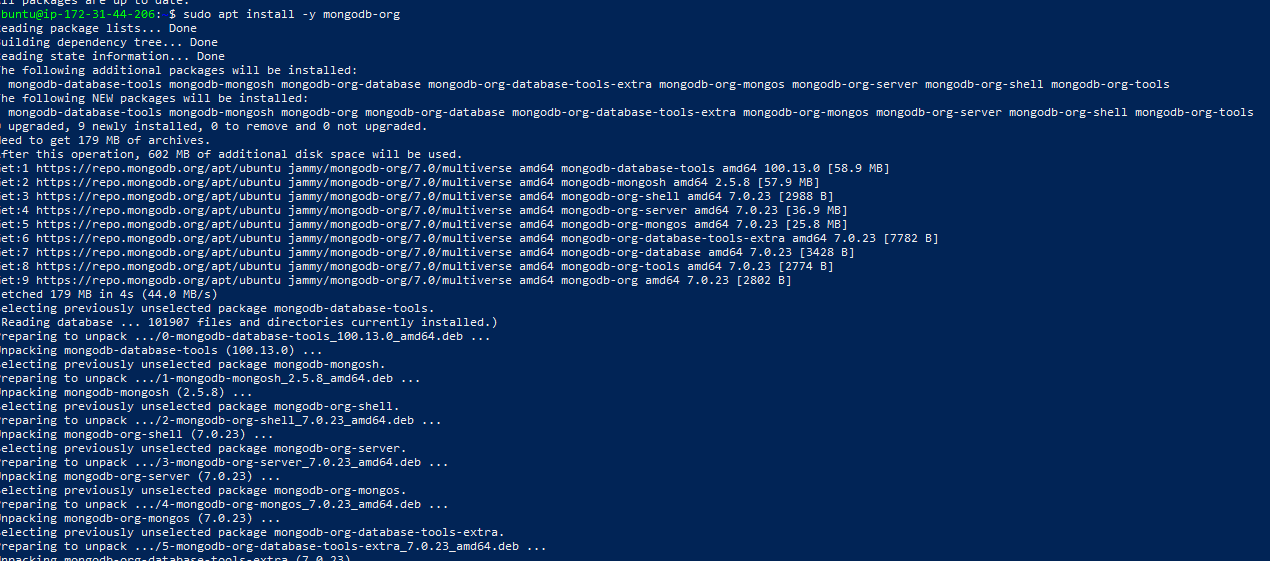 ll packages are up to date.
buntu@ip-172-31-44-206: $ sudo apt install -y mongodb-org
eading package lists... Done
uilding dependency tree... Done
eading state information... Done
he following additional packages will be installed:
mongodb-database-tools mongodb-mongosh mongodb-org-database mongodb-org-database-tools-extra mongodb-org-mongos mongodb-org-server mongodb-org-shell mongodb-org-tools
he following NEW packages will be installed:
mongodb-database-tools mongodb-mongosh mongodb-org mongodb-org-database mongodb-org-database-tools-extra mongodb-org-mongos mongodb-org-server mongodb-org-shell mongodb-org-tools
upgraded, 9 newly installed, 0 to remove and 0 not upgraded.
eed to get 179 MB of archives.
fter this operation, 602 MB of additional disk space will be used.
et:1 https://repo.mongodb.org/apt/ubuntu jammy/mongodb-org/7.0/multiverse amd64 mongodb-database-tools amd64 100.13.0 [58.9 MB]
et:2 https://repo.mongodb.org/apt/ubuntu jammy/mongodb-org/7.0/multiverse amd64 mongodb-mongosh amd64 2.5.8 [57.9 MB]
et:3 https://repo.mongodb.org/apt/ubuntu jammy/mongodb-org/7.0/multiverse amd64 mongodb-org-shell amd64 7.0.23 [2988 B]
et:4 https://repo.mongodb.org/apt/ubuntu jammy/mongodb-org/7.0/multiverse amd64 mongodb-org-server amd64 7.0.23 [36.9 MB]
et:5 https://repo.mongodb.org/apt/ubuntu jammy/mongodb-org/7.0/multiverse amd64 mongodb-org-mongos amd64 7.0.23 [25.8 MB]
et:6 https://repo.mongodb.org/apt/ubuntu jammy/mongodb-org/7.0/multiverse amd64 mongodb-org-database-tools-extra amd64 7.0.23 [7782 B]
et:7 https://repo.mongodb.org/apt/ubuntu jammy/mongodb-org/7.0/multiverse amd64 mongodb-org-database amd64 7.0.23 [3428 B]
et:8 https://repo.mongodb.org/apt/ubuntu jammy/mongodb-org/7.0/multiverse amd64 mongodb-org-tools amd64 7.0.23 [2774 B]
et:9 https://repo.mongodb.org/apt/ubuntu jammy/mongodb-org/7.0/multiverse amd64 mongodb-org amd64 7.0.23 [2802 B]
etched 179 MB in 4s (44.0 MB/s)
electing previously unselected package mongodb-database-tools.
Reading database ... 101907 files and directories currently installed.)
reparing to unpack .../0-mongodb-database-tools_100.13.0_amd64.deb ...
npacking mongodb-database-tools (100.13.0) ...
electing previously unselected package mongodb-mongosh.
reparing to unpack .../1-mongodb-mongosh_2.5.8_amd64.deb ...
npacking mongodb-mongosh (2.5.8) ...
electing previously unselected package mongodb-org-shell.
reparing to unpack .../2-mongodb-org-shell_7.0.23_amd64.deb ...
npacking mongodb-org-shell (7.0.23) ...
electing previously unselected package mongodb-org-server.
reparing to unpack .../3-mongodb-org-server_7.0.23_amd64.deb ...
npacking mongodb-org-server (7.0.23) ...
electing previously unselected package mongodb-org-mongos.
reparing to unpack .../4-mongodb-org-mongos_7.0.23_amd64.deb ...
npacking mongodb-org-mongos (7.0.23) ...
electing previously unselected package mongodb-org-database-tools-extra.
reparing to unpack .../5-mongodb-org-database-tools-extra_7.0.23_amd64.deb ...
npacking mongodb-org-database-tools-extra (7.0.23)